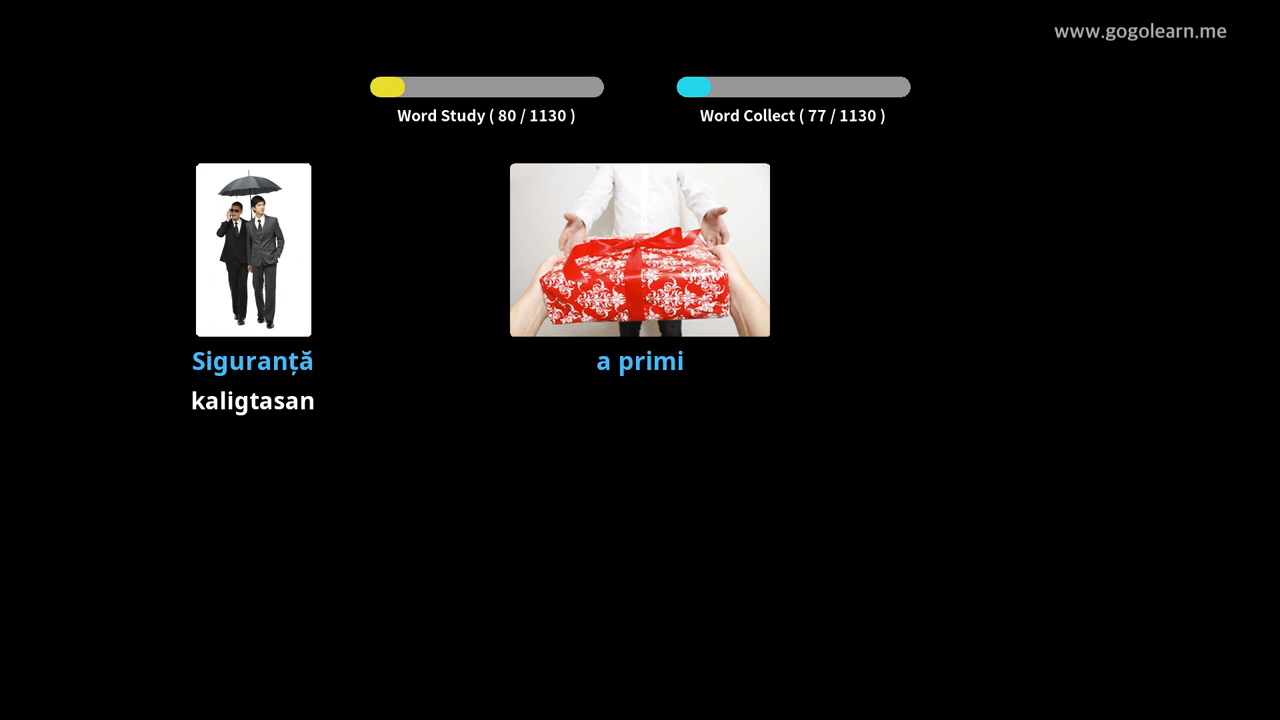 www.gogolearn.me
Word Study ( 80 / 1130 )
Word Collect ( 77 / 1130 )
Siguranță
kaligtasan
a primi